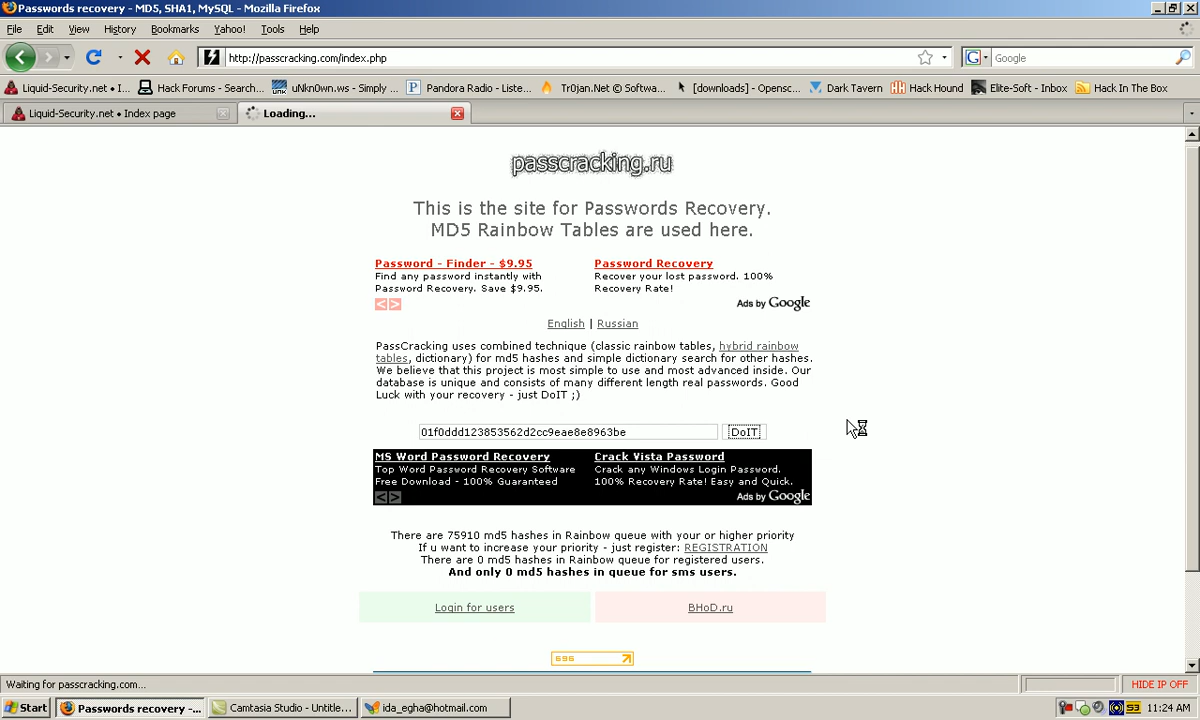 Passwords recovery - MD5, SHA1, MySQL - Mozilla Firefox
File Edit View History Bookmarks Yahoo! Tools Help
http://passcracking.com/index.php
Google
Liquid-Security.net • I... Hack Forums - Search... uNkn0wn.ws - Simply ... Pandora Radio - Liste... Tr0jan.Net © Softwa... [downloads] - Opensc... Dark Tavern Hack Hound Elite-Soft - Inbox Hack In The Box
Liquid-Security.net • Index page Loading...
passcracking.ru
This is the site for Passwords Recovery.
MD5 Rainbow Tables are used here.
Password - Finder - $9.95 Password Recovery
Find any password instantly with Recover your lost password. 100%
Password Recovery. Save $9.95. Recovery Rate!
<> Ads by Google
English | Russian
PassCracking uses combined technique (classic rainbow tables, hybrid rainbow
tables, dictionary) for md5 hashes and simple dictionary search for other hashes.
We believe that this project is most simple to use and most advanced inside. Our
database is unique and consists of many different length real passwords. Good
Luck with your recovery - just DoIT ;)
01f0ddd123853562d2cc9eae8e8963be DoIT
MS Word Password Recovery Crack Vista Password
Top Word Password Recovery Software Crack any Windows Login Password.
Free Download - 100% Guaranteed 100% Recovery Rate! Easy and Quick.
<> Ads by Google
There are 75910 md5 hashes in Rainbow queue with your or higher priority
If u want to increase your priority - just register: REGISTRATION
There are 0 md5 hashes in Rainbow queue for registered users.
And only 0 md5 hashes in queue for sms users.
Login for users BHoD.ru
696
Waiting for passcracking.com... HIDE IP OFF
Start Passwords recovery -... Camtasia Studio - Untitle... ida_egha@hotmail.com 11:24 AM